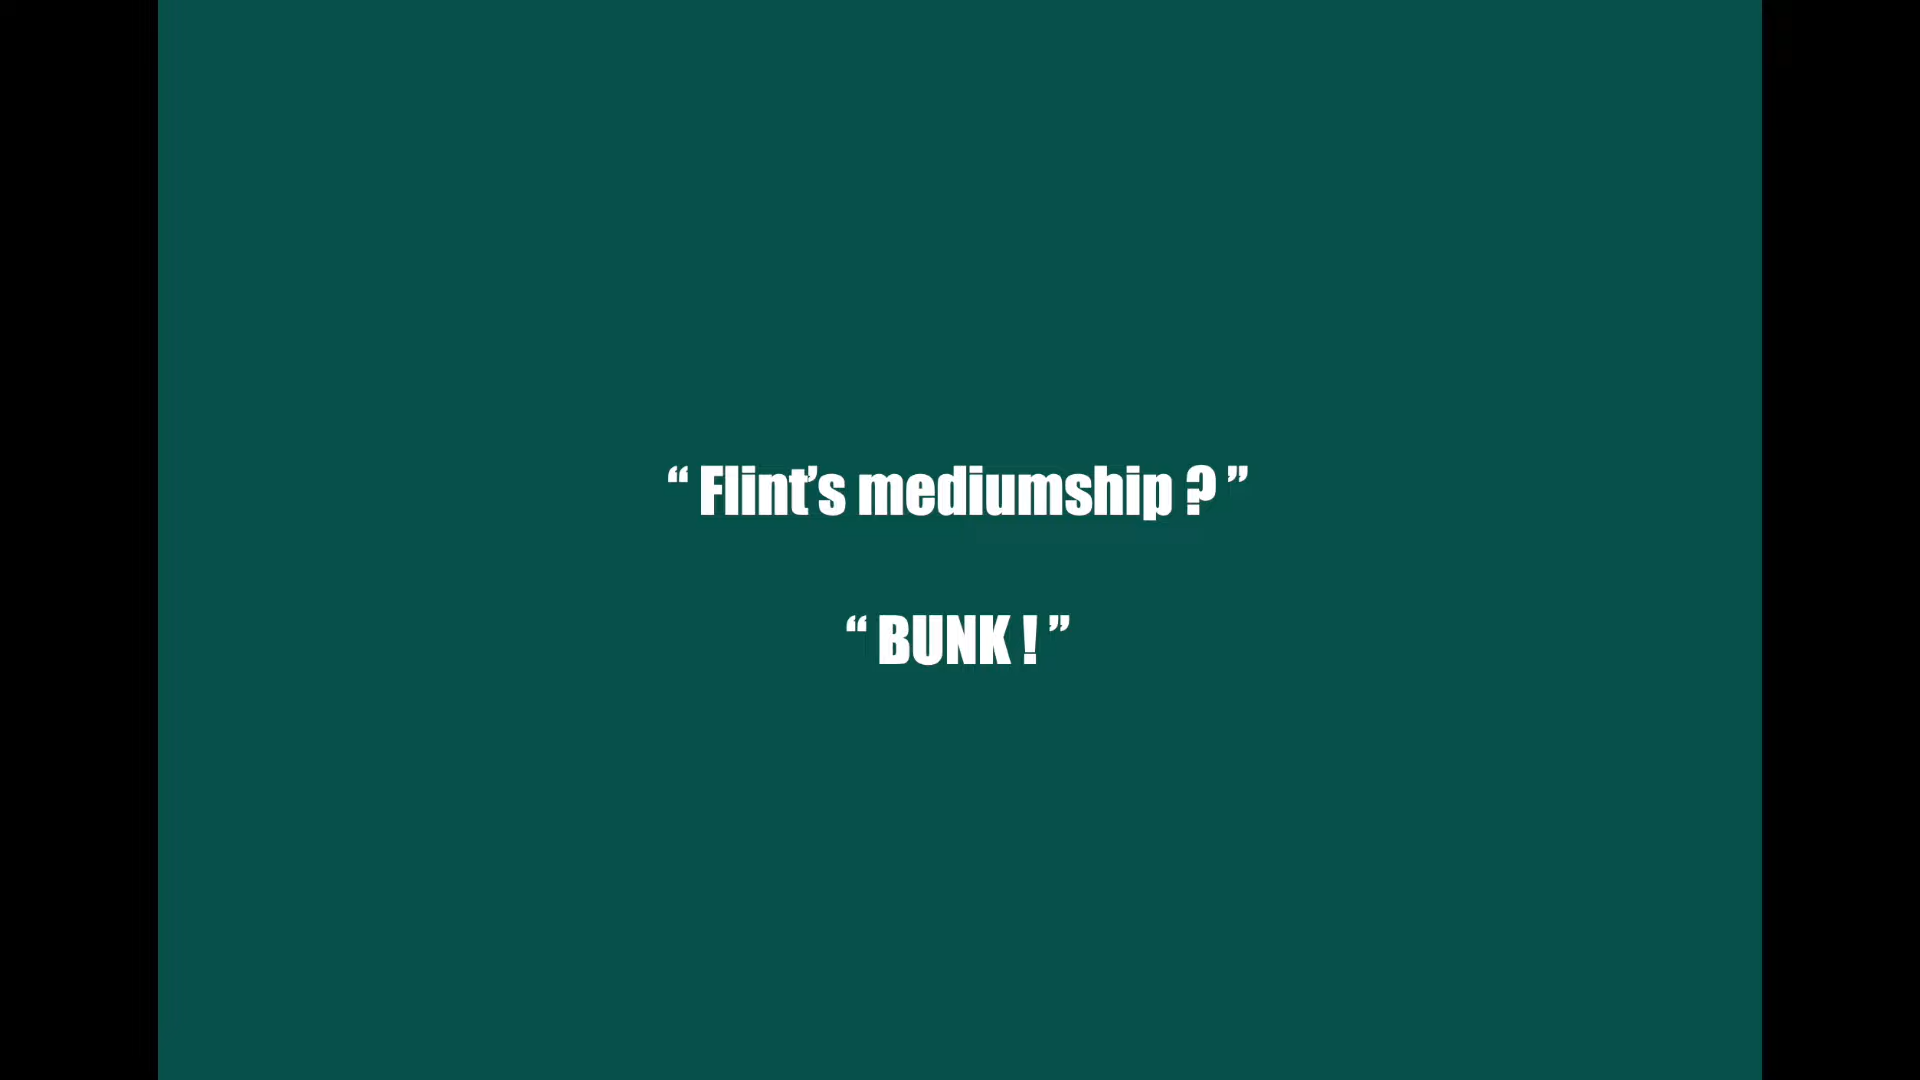 “ Flint’s mediumship ? ”
“ BUNK ! ”